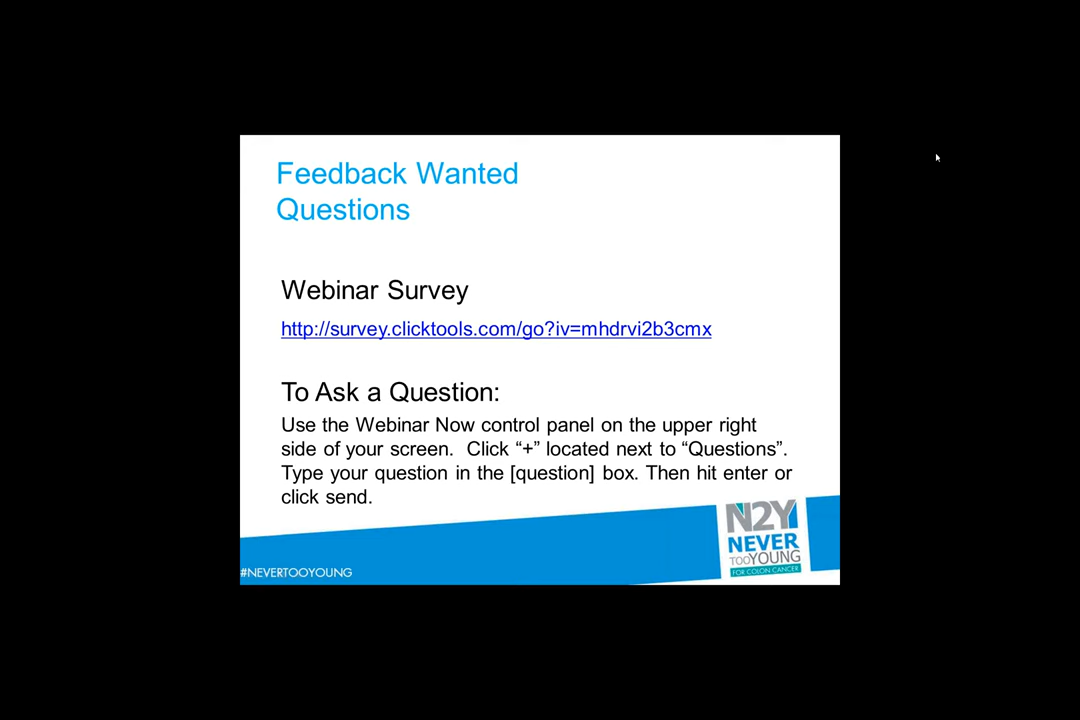 Feedback Wanted
Questions
Webinar Survey
http://survey.clicktools.com/go?iv=mhdrvi2b3cmx
To Ask a Question:
Use the Webinar Now control panel on the upper right
side of your screen.  Click “+” located next to “Questions”.
Type your question in the [question] box. Then hit enter or
click send.
N2Y
NEVER
TOOYOUNG
FOR COLON CANCER
#NEVERTOOYOUNG